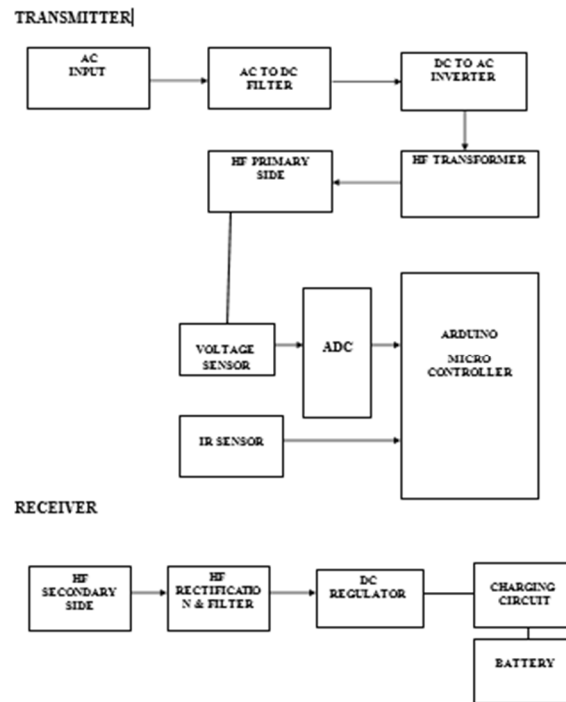 TRANSMITTER
AC
INPUT
AC TO DC
FILTER
DC TO AC
INVERTER
HF PRIMARY
SIDE
HF TRANSFORMER
VOLTAGE
SENSOR
ADC
ARDUINO
MICRO
CONTROLLER
IR SENSOR
RECEIVER
HF
SECONDARY
SIDE
HF
RECTIFICATIO
N & FILTER
DC
REGULATOR
CHARGING
CIRCUIT
BATTERY